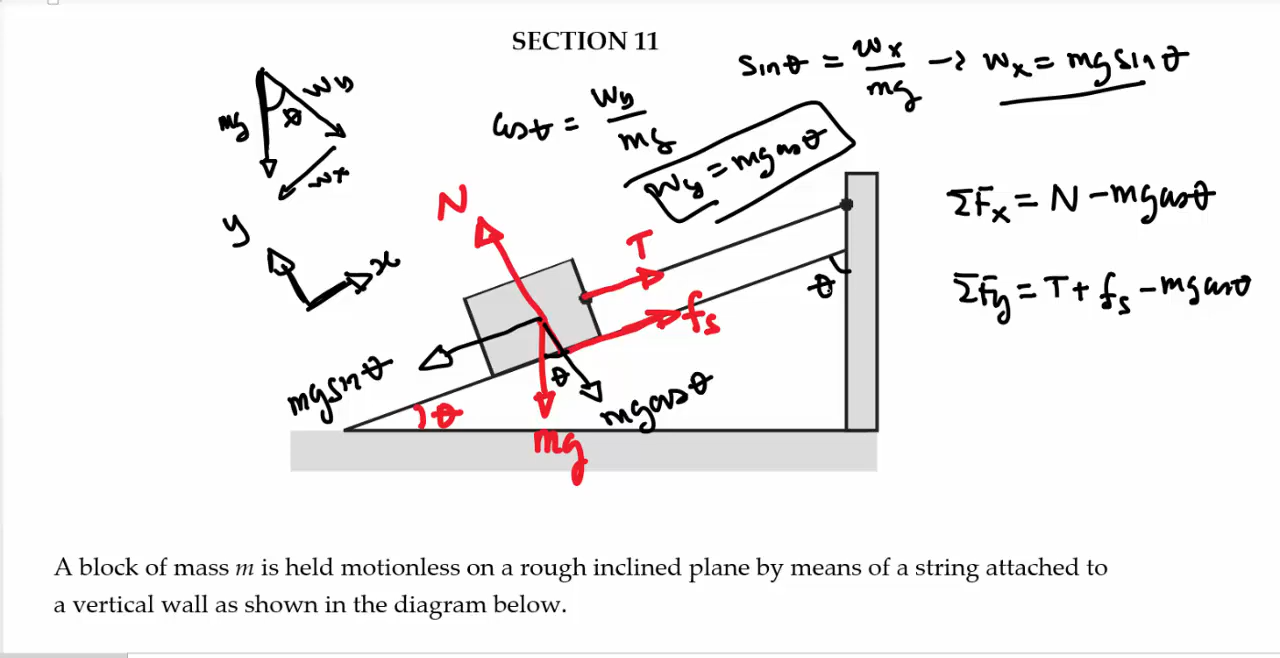 SECTION 11
sinθ = wx/mg → wx = mg sinθ
cosθ = wy/mg
wy = mg cosθ
mg
θ
wy
wx
y
x
N
T
fs
θ
ΣFx = N - mg cosθ
ΣFy = T + fs - mg cosθ
mg sinθ
θ
θ
mg cosθ
mg
A block of mass m is held motionless on a rough inclined plane by means of a string attached to
a vertical wall as shown in the diagram below.